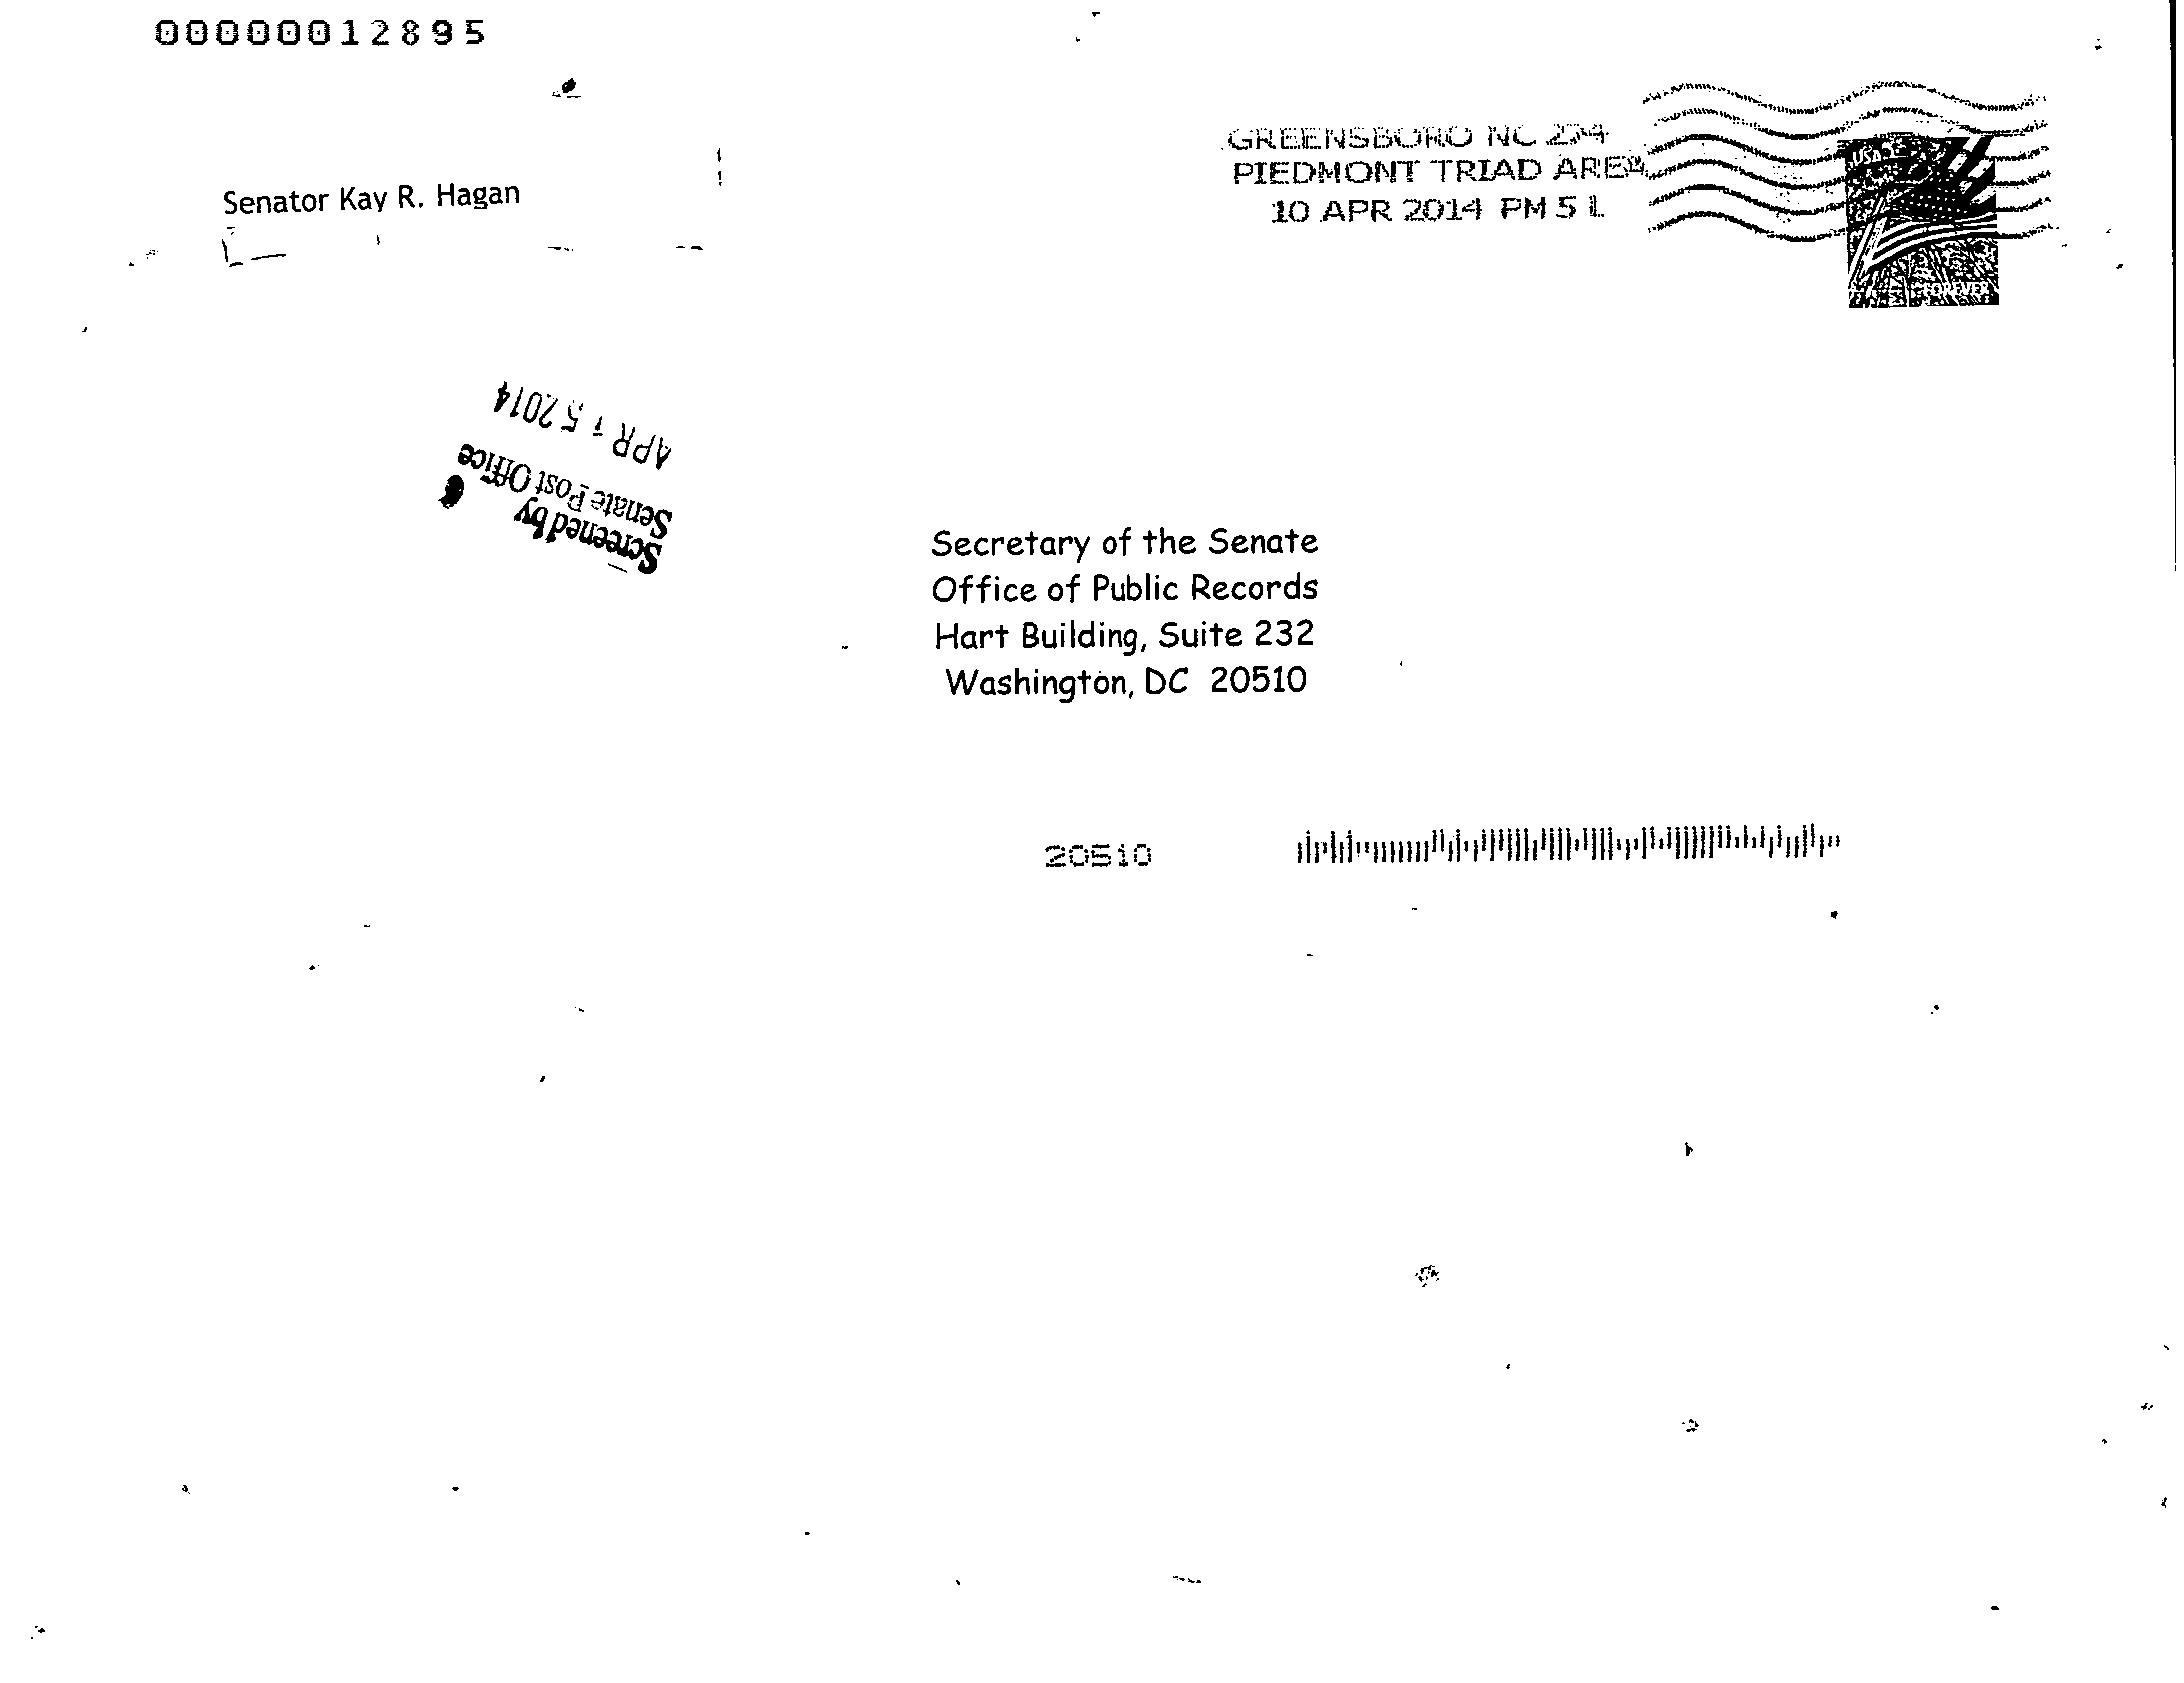 00000012895
Senator Kay R. Hagan
GREENSBORO NC 274
PIEDMONT TRIAD AREA
10 APR 2014 PM 5 L
USA
FOREVER
Screened by
Senate Post Office
APR 15 2014
Secretary of the Senate
Office of Public Records
Hart Building, Suite 232
Washington, DC 20510
20510